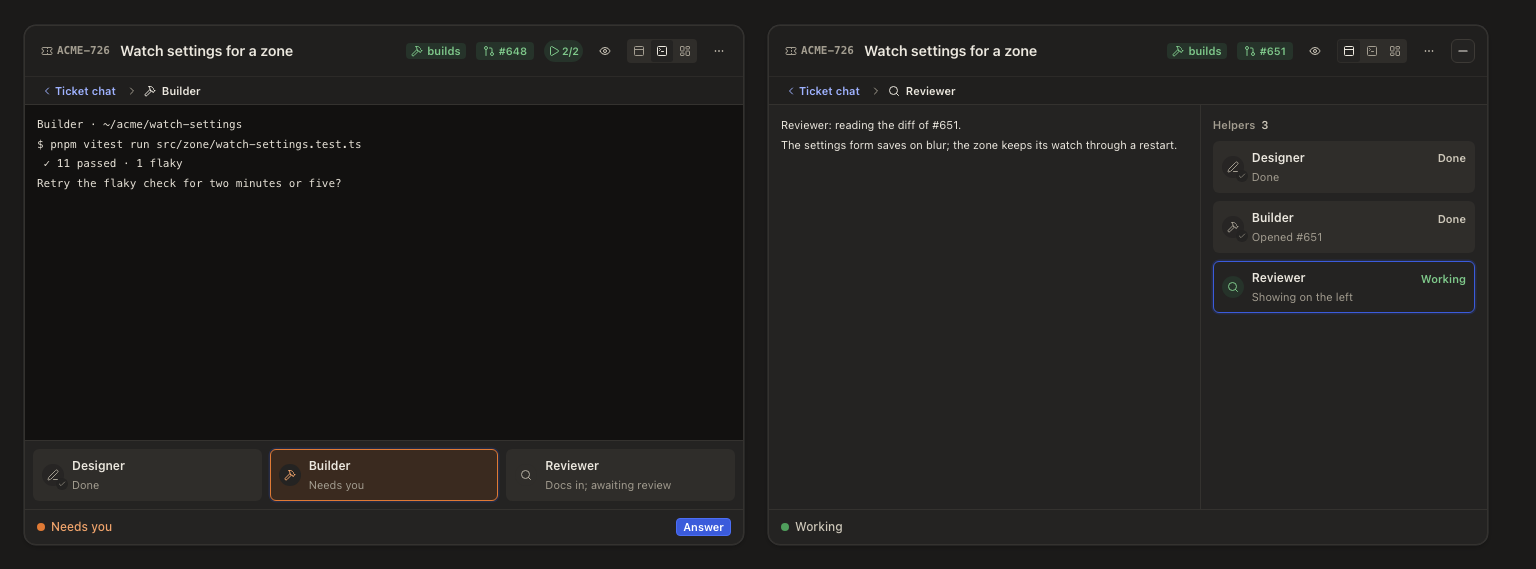 ACME-726 Watch settings for a zone builds #648 2/2
Ticket chat Builder
Builder · ~/acme/watch-settings
$ pnpm vitest run src/zone/watch-settings.test.ts
✓ 11 passed · 1 flaky
Retry the flaky check for two minutes or five?
Designer
Done
Builder
Needs you
Reviewer
Docs in; awaiting review
Needs you Answer
ACME-726 Watch settings for a zone builds #651
Ticket chat Reviewer
Reviewer: reading the diff of #651.
The settings form saves on blur; the zone keeps its watch through a restart.
Helpers 3
Designer Done
Done
Builder Done
Opened #651
Reviewer Working
Showing on the left
Working